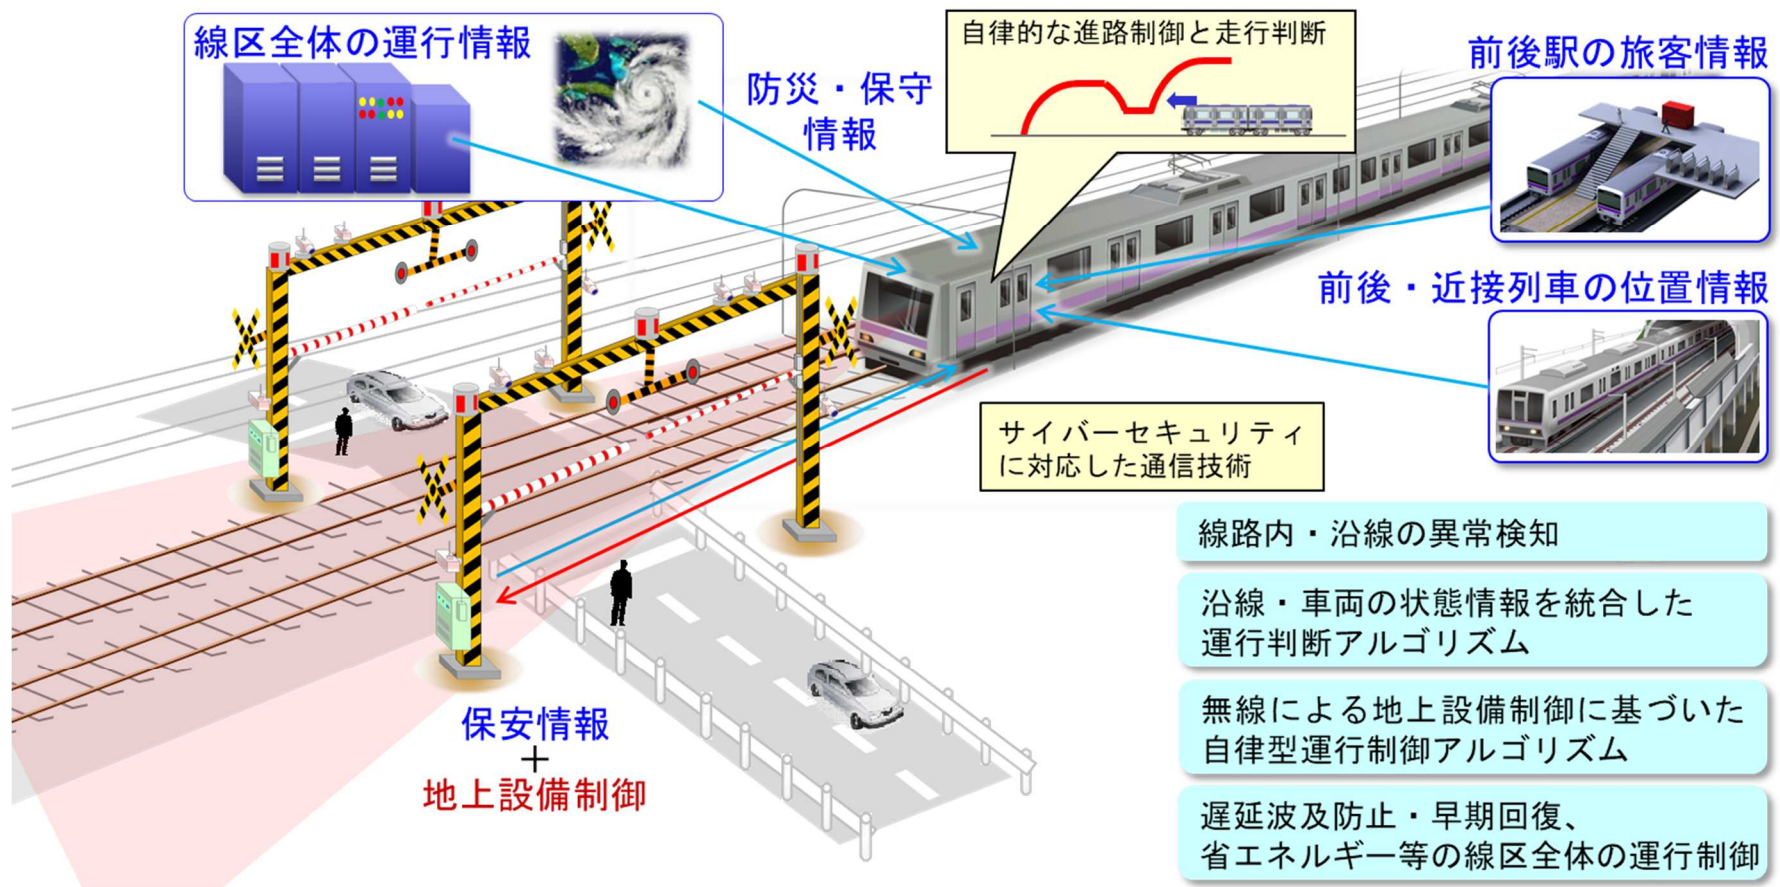 線区全体の運行情報
防災・保守
情報
自律的な進路制御と走行判断
前後駅の旅客情報
前後・近接列車の位置情報
サイバーセキュリティ
に対応した通信技術
保安情報
+
地上設備制御
線路内・沿線の異常検知
沿線・車両の状態情報を統合した
運行判断アルゴリズム
無線による地上設備制御に基づいた
自律型運行制御アルゴリズム
遅延波及防止・早期回復、
省エネルギー等の線区全体の運行制御